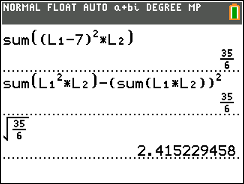 NORMAL FLOAT AUTO a+bi DEGREE MP
sum((L₁-7)²*L₂)
35/6
sum(L₁²*L₂)-(sum(L₁*L₂))²
35/6
√(35/6)
2.415229458